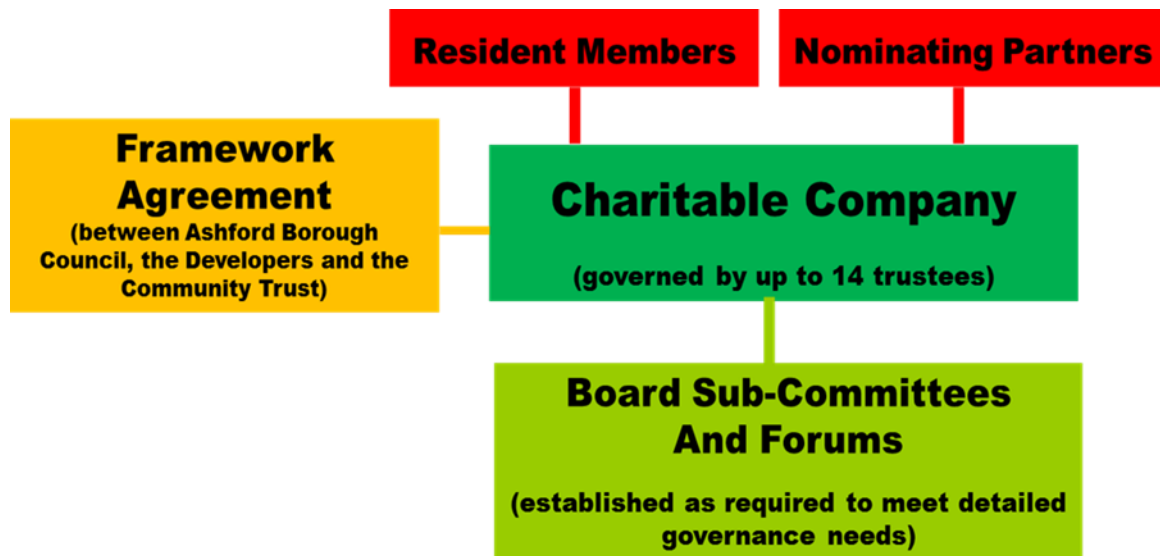 Resident Members
Nominating Partners
Framework
Agreement
(between Ashford Borough
Council, the Developers and the
Community Trust)
Charitable Company
(governed by up to 14 trustees)
Board Sub-Committees
And Forums
(established as required to meet detailed
governance needs)